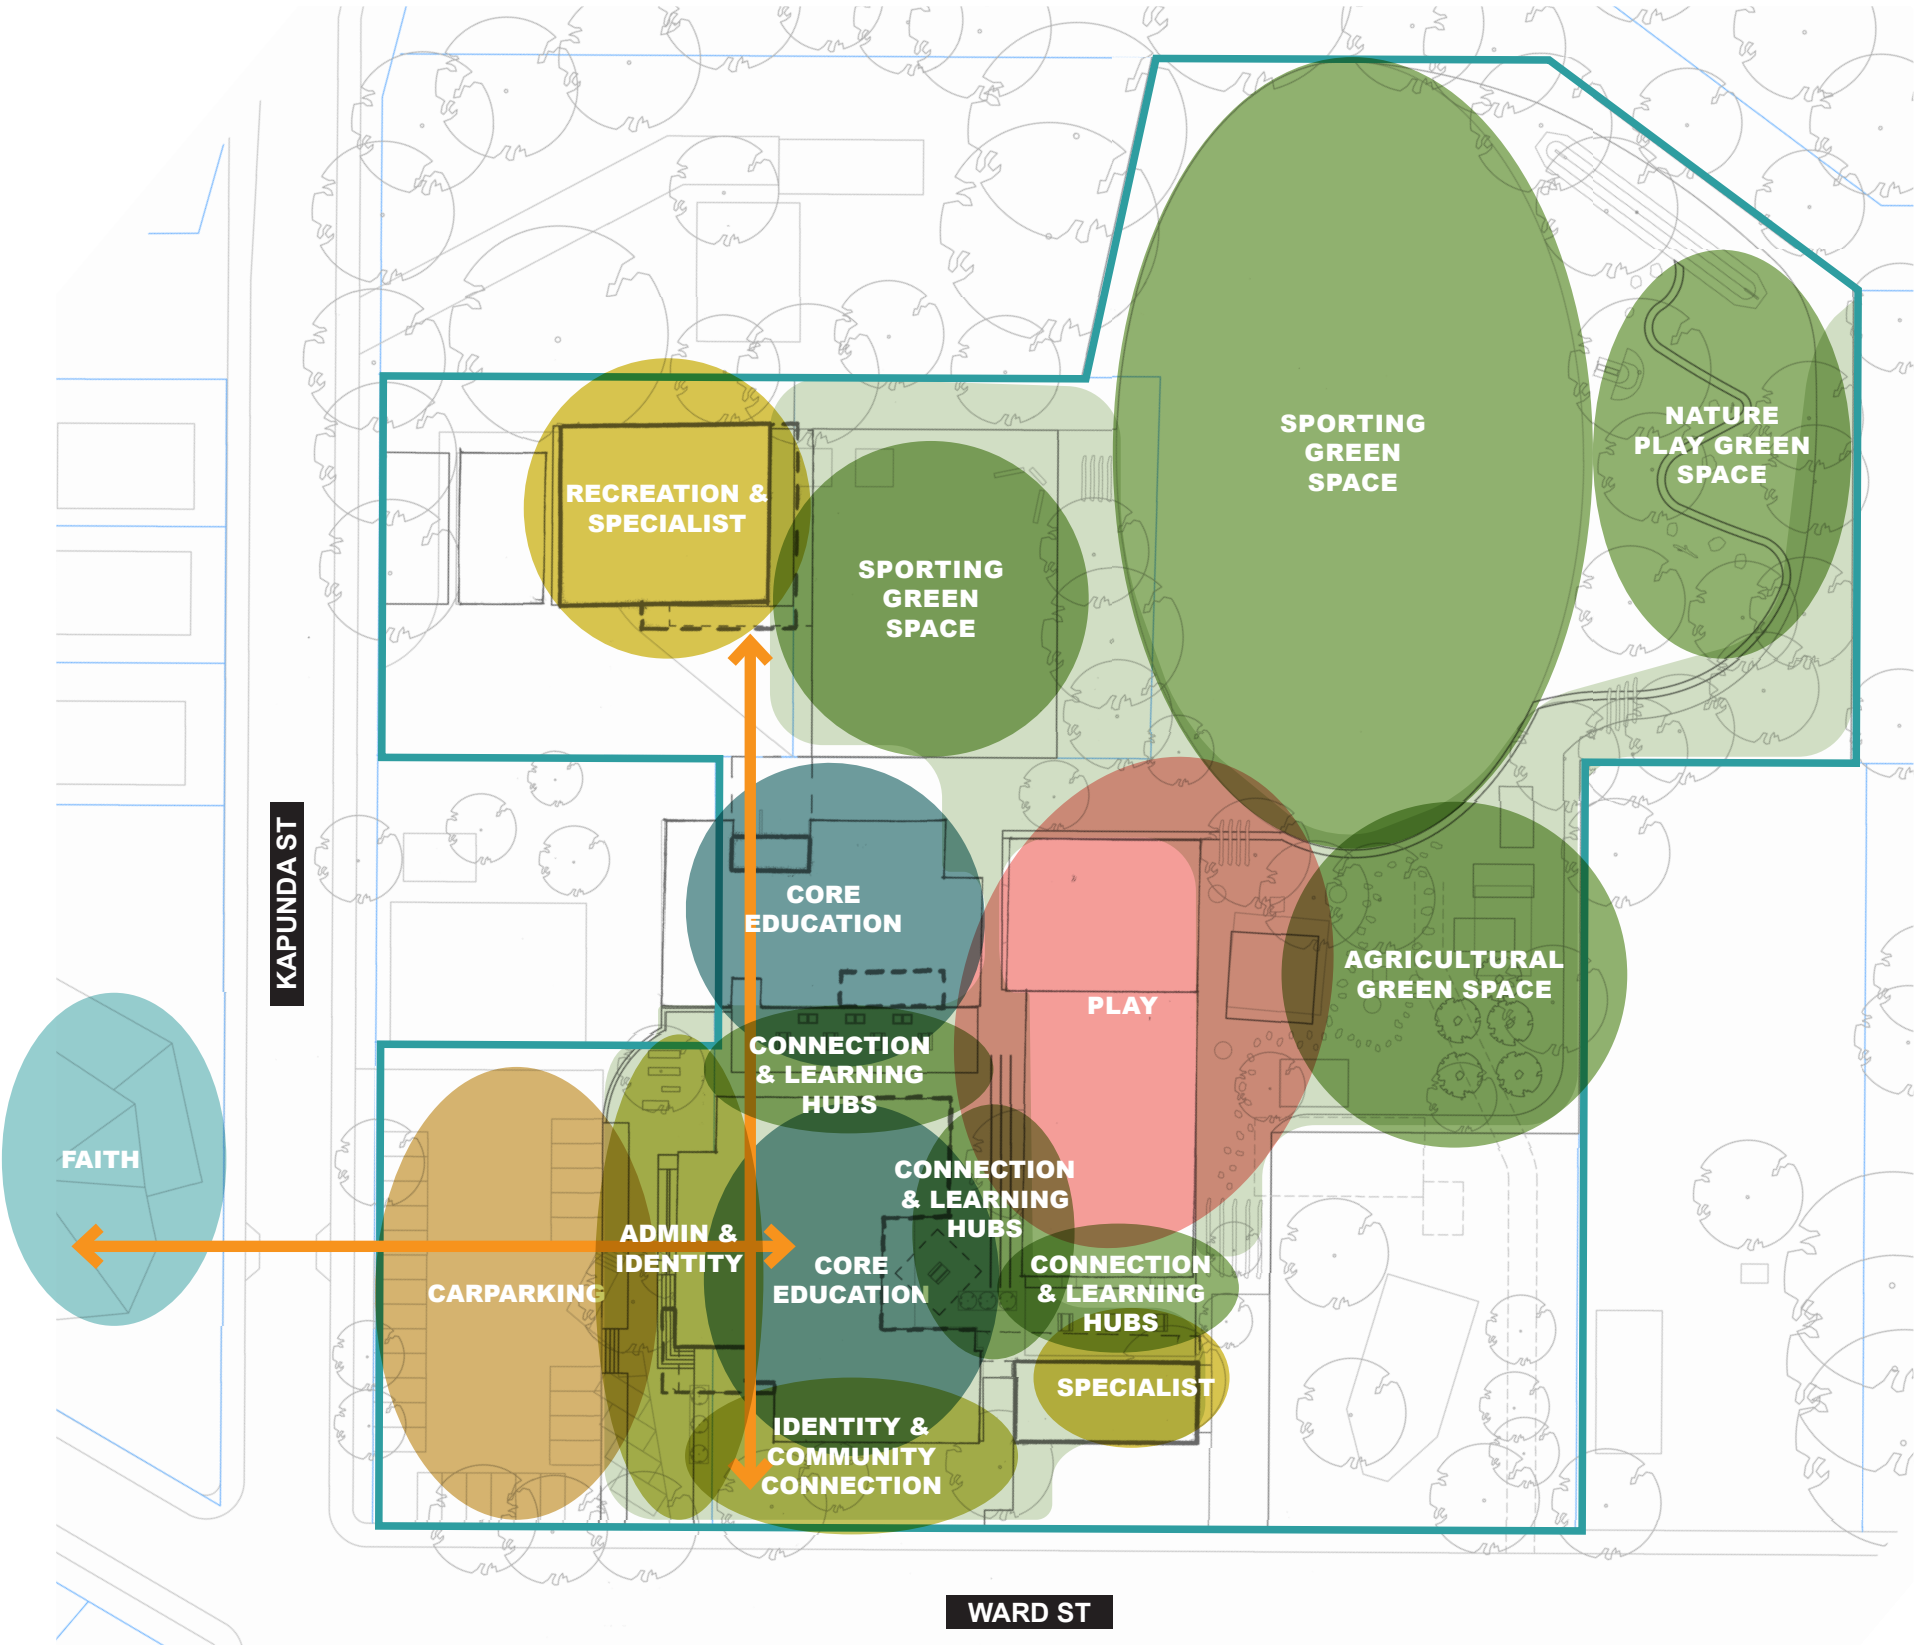 SPORTING
GREEN
SPACE
NATURE
PLAY GREEN
SPACE
RECREATION &
SPECIALIST
SPORTING
GREEN
SPACE
KAPUNDA ST
CORE
EDUCATION
PLAY
AGRICULTURAL
GREEN SPACE
CONNECTION
& LEARNING
HUBS
FAITH
CONNECTION
& LEARNING
HUBS
ADMIN &
IDENTITY
CARPARKING
CORE
EDUCATION
CONNECTION
& LEARNING
HUBS
SPECIALIST
IDENTITY &
COMMUNITY
CONNECTION
WARD ST